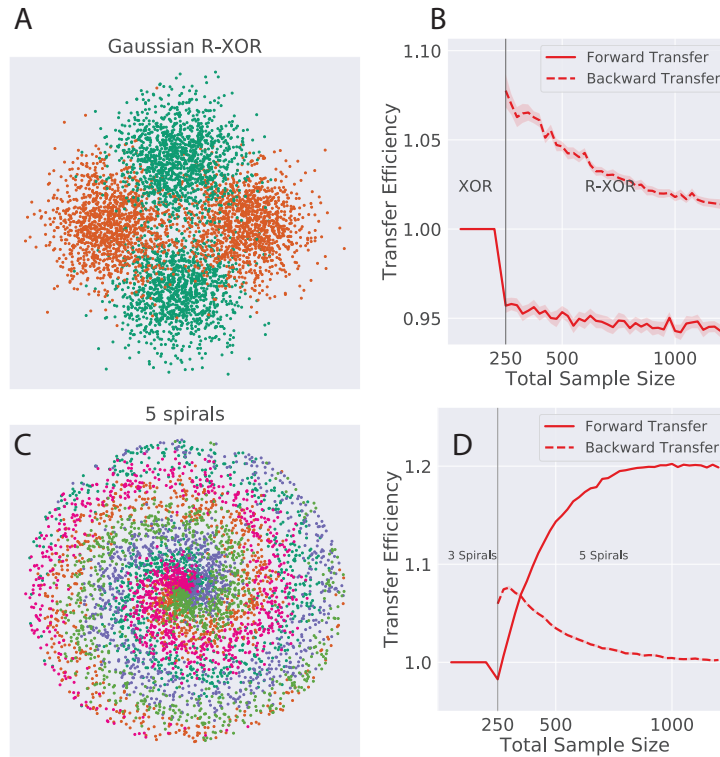 A
Gaussian R-XOR
B
Forward Transfer
Backward Transfer
1.10
1.05
1.00
0.95
Transfer Efficiency
XOR
R-XOR
250
500
1000
Total Sample Size
5 spirals
C
D
Forward Transfer
Backward Transfer
1.2
1.1
1.0
Transfer Efficiency
3 Spirals
5 Spirals
250
500
1000
Total Sample Size